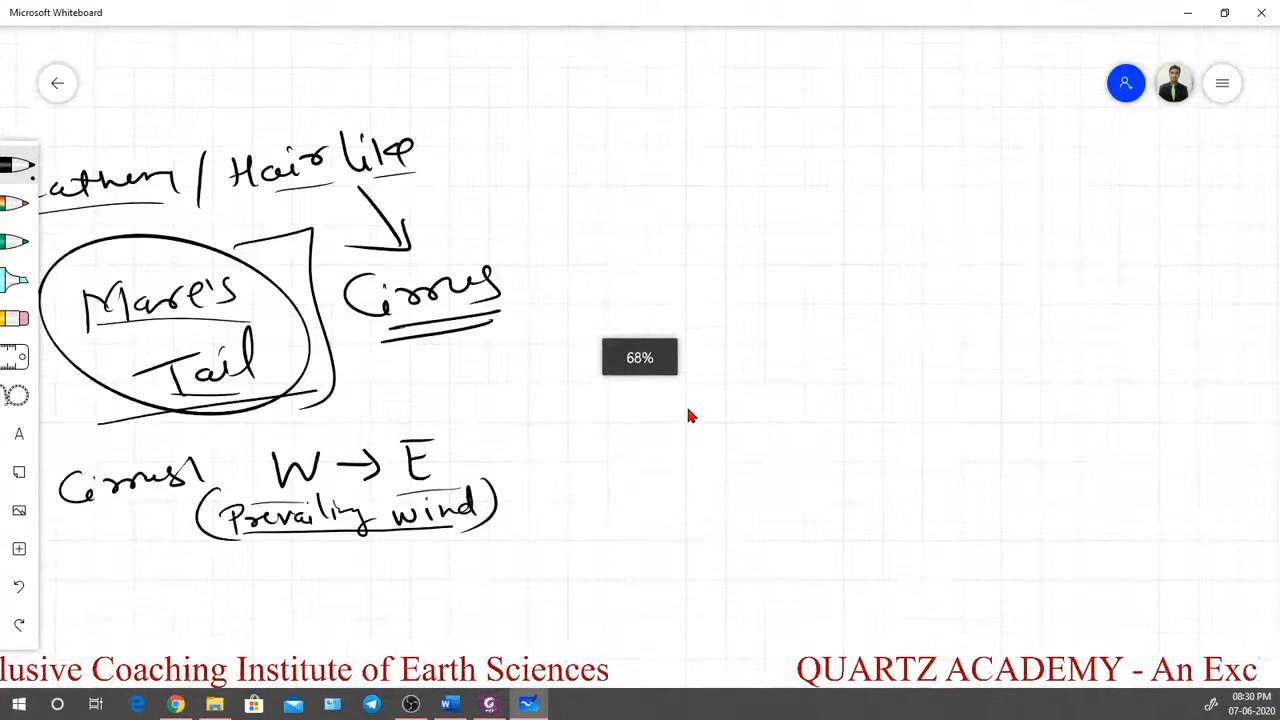 Microsoft Whiteboard
athery / Hair like
Mare's
Tail
Cirrus
68%
Cirrus W → E
(Prevailing wind)
A
lusive Coaching Institute of Earth Sciences QUARTZ ACADEMY - An Exc
08:30 PM
07-06-2020